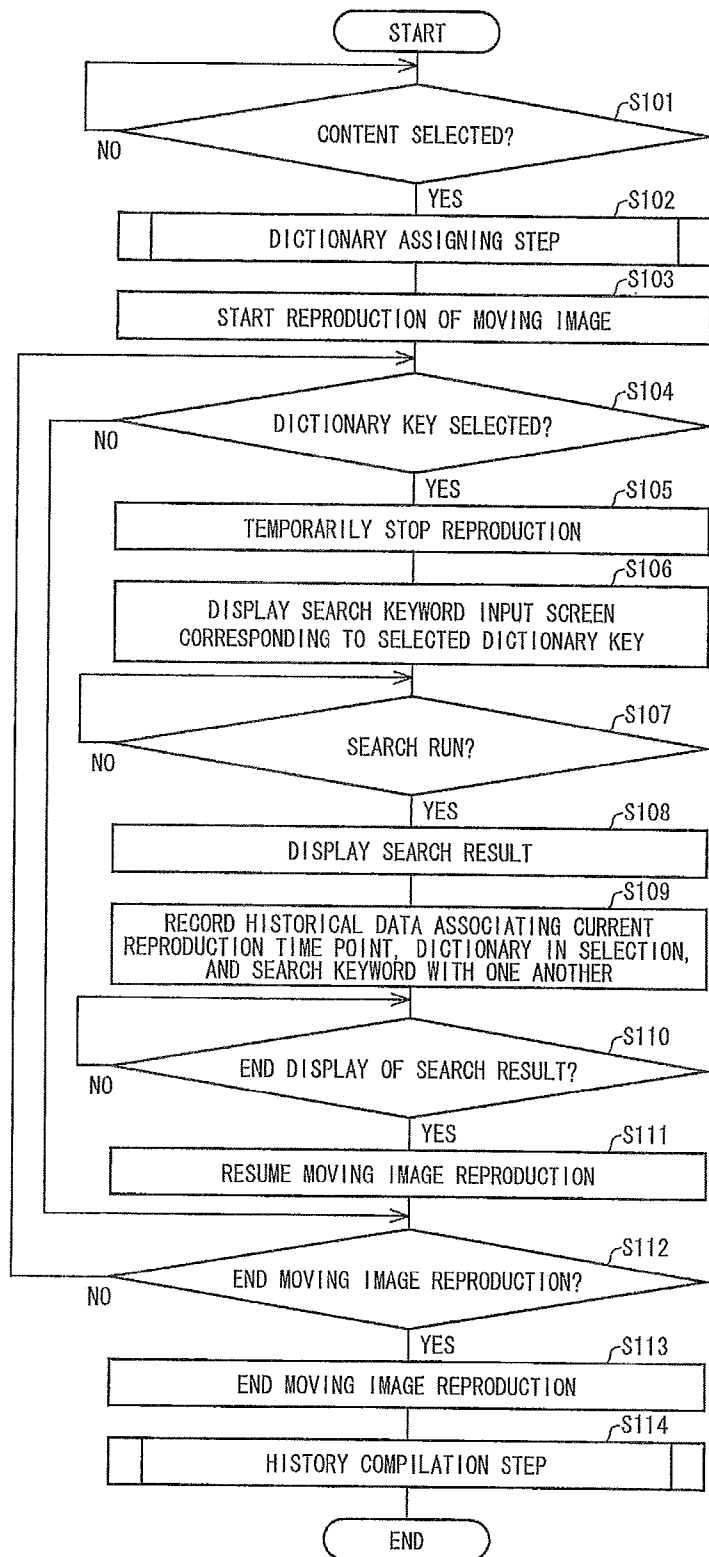 START
S101
CONTENT SELECTED?
NO
YES
S102
DICTIONARY ASSIGNING STEP
S103
START REPRODUCTION OF MOVING IMAGE
S104
DICTIONARY KEY SELECTED?
NO
YES
S105
TEMPORARILY STOP REPRODUCTION
S106
DISPLAY SEARCH KEYWORD INPUT SCREEN
CORRESPONDING TO SELECTED DICTIONARY KEY
S107
SEARCH RUN?
NO
YES
S108
DISPLAY SEARCH RESULT
S109
RECORD HISTORICAL DATA ASSOCIATING CURRENT
REPRODUCTION TIME POINT, DICTIONARY IN SELECTION,
AND SEARCH KEYWORD WITH ONE ANOTHER
S110
END DISPLAY OF SEARCH RESULT?
NO
YES
S111
RESUME MOVING IMAGE REPRODUCTION
S112
END MOVING IMAGE REPRODUCTION?
NO
YES
S113
END MOVING IMAGE REPRODUCTION
S114
HISTORY COMPILATION STEP
END